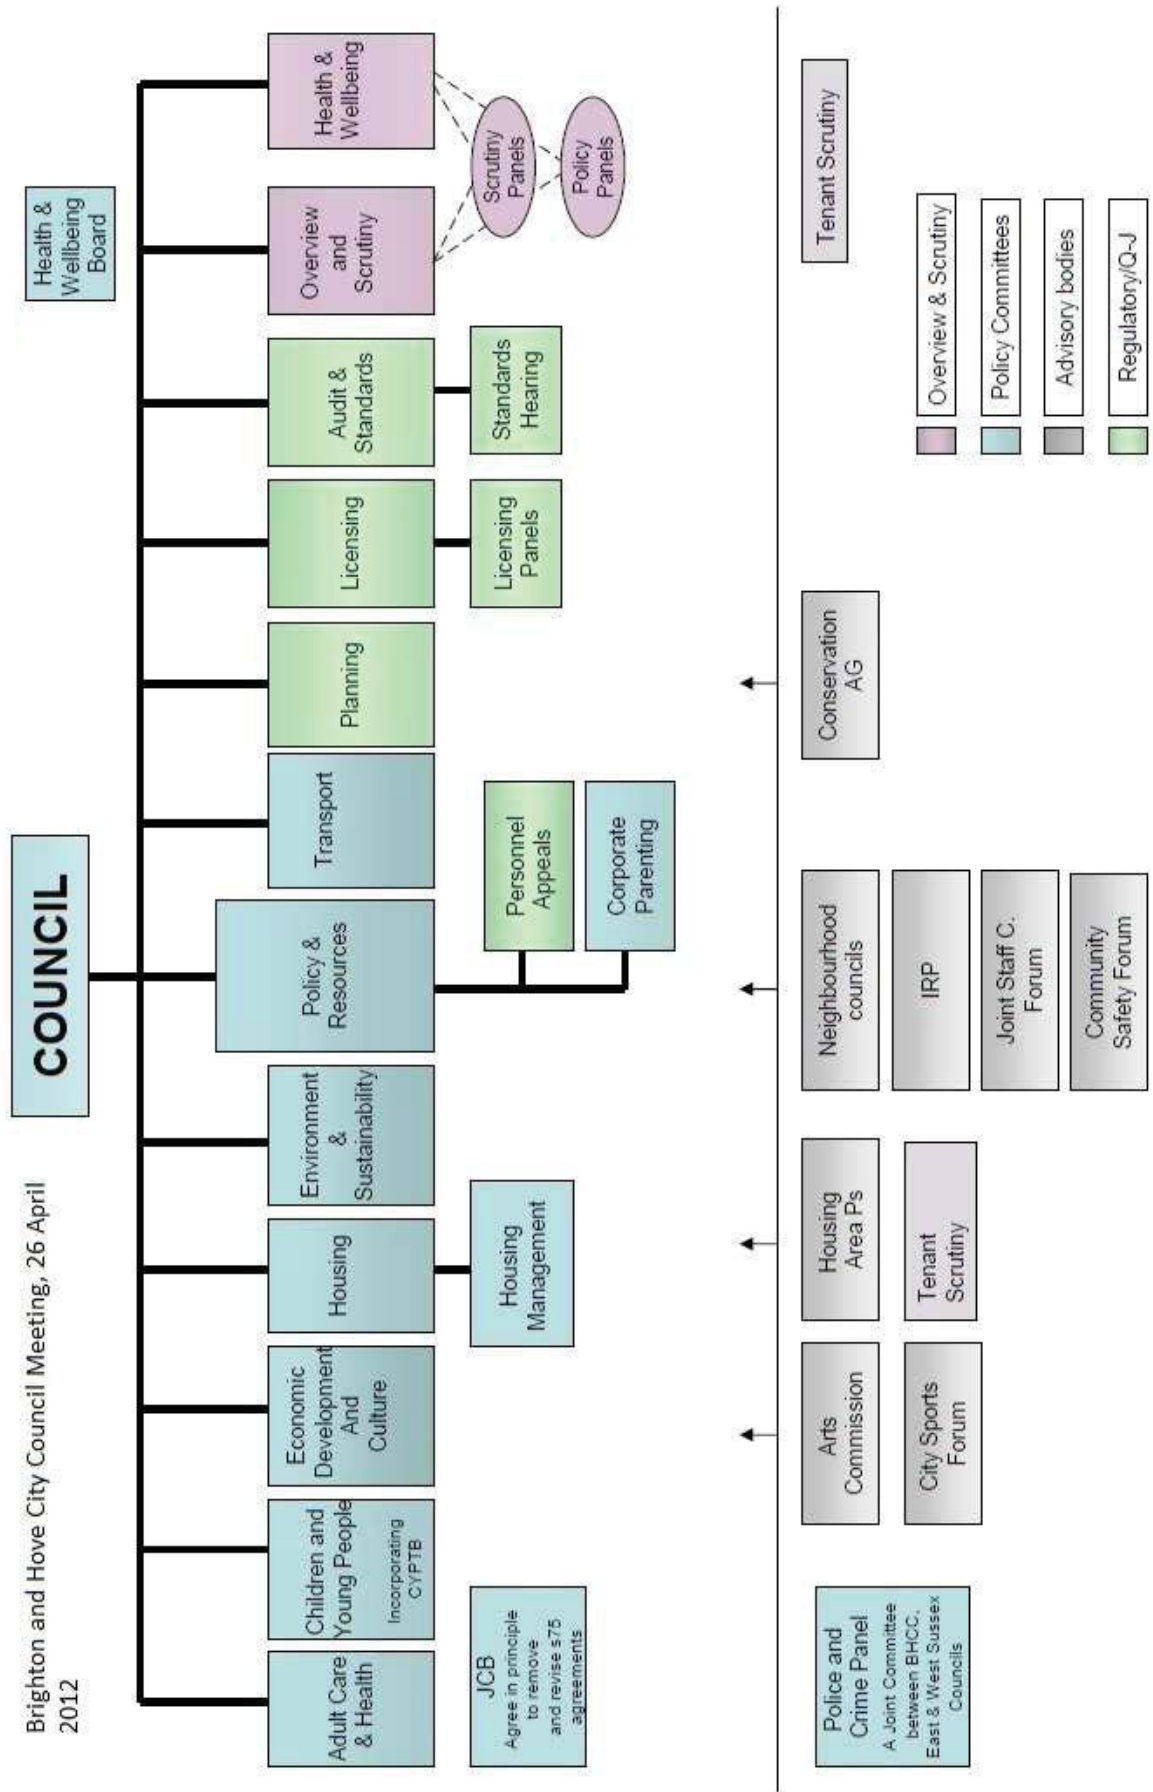 Brighton and Hove City Council Meeting, 26 April
2012
COUNCIL
Health &
Wellbeing
Board
Adult Care
& Health
Children and
Young People
Incorporating
CYPTB
Economic
Development
And
Culture
Housing
Environment
&
Sustainability
Policy &
Resources
Transport
Planning
Licensing
Audit &
Standards
Overview
and
Scrutiny
Health &
Wellbeing
JCB
Agree in principle
to remove
and revise s75
agreements
Housing
Management
Personnel
Appeals
Corporate
Parenting
Licensing
Panels
Standards
Hearing
Scrutiny
Panels
Policy
Panels
Police and
Crime Panel
A Joint Committee
between BHCC,
East & West Sussex
Councils
Arts
Commission
City Sports
Forum
Housing
Area Ps
Tenant
Scrutiny
Neighbourhood
councils
IRP
Joint Staff C.
Forum
Community
Safety Forum
Conservation
AG
Tenant Scrutiny
Overview & Scrutiny
Policy Committees
Advisory bodies
Regulatory/Q-J